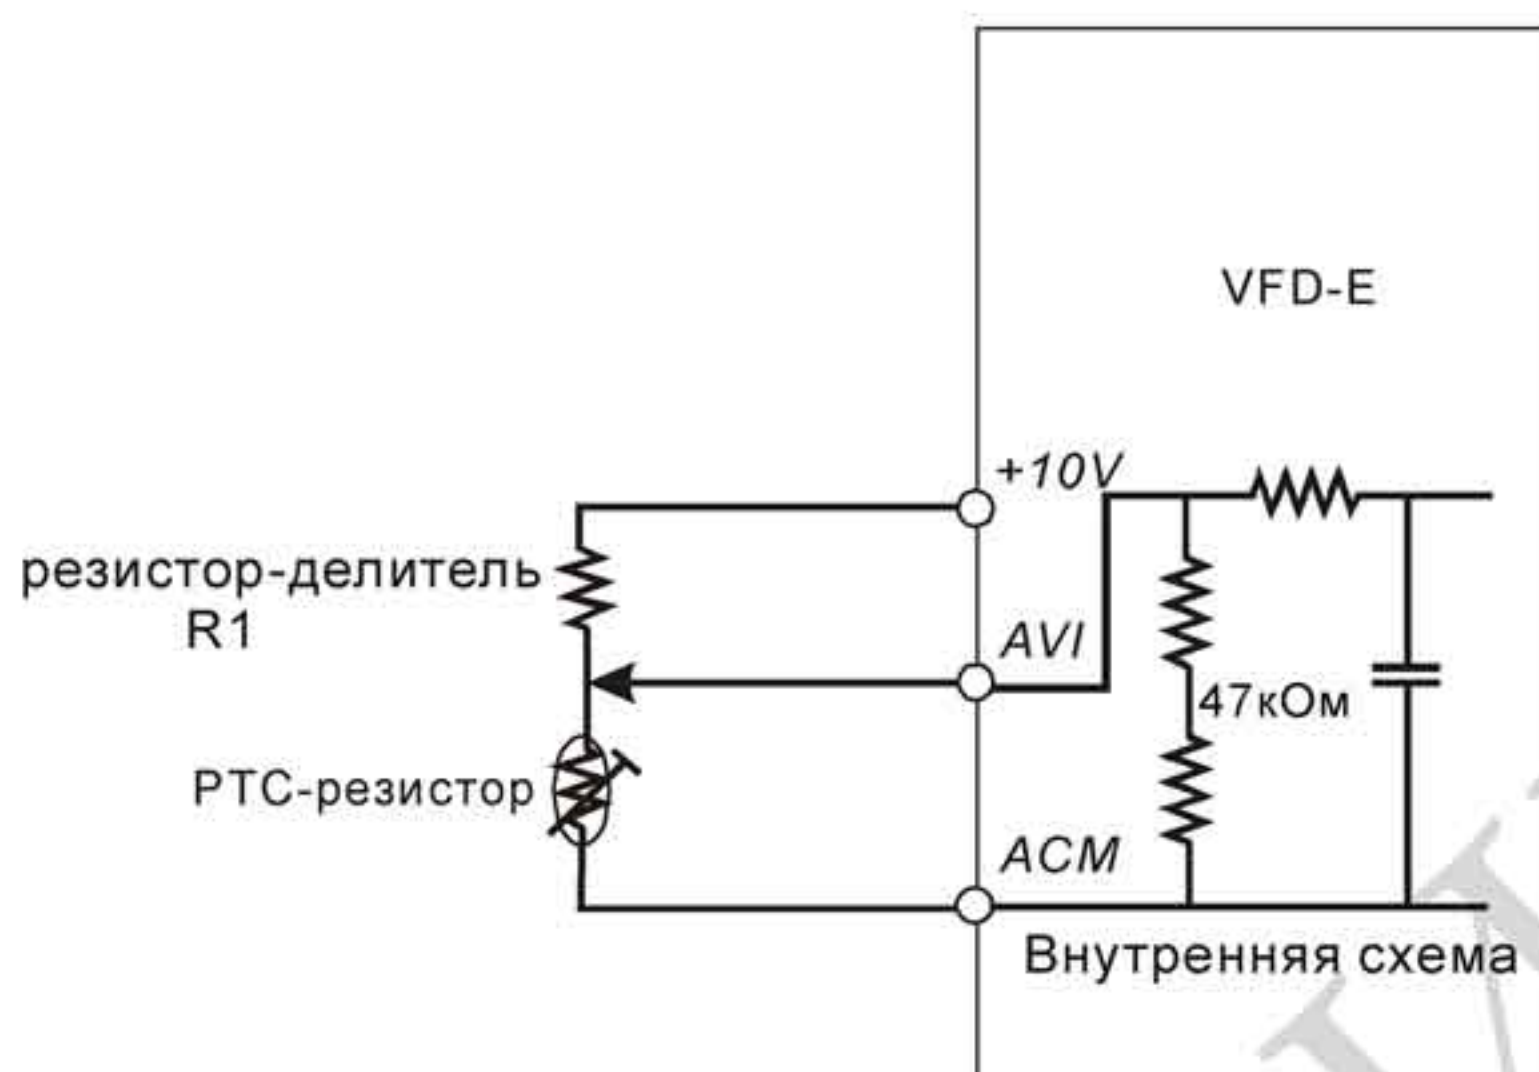 VFD-E
+10V
резистор-делитель
R1
AVI
47кОм
PTC-резистор
ACM
Внутренняя схема